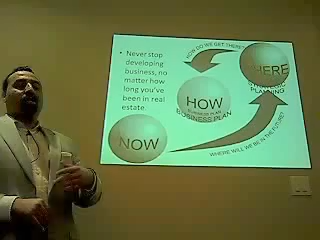 • Never stop
developing
business, no
matter how
long you've
been in real
estate.
HOW DO WE GET THERE?
HERE
PLANNING
HOW
BUSINESS PLAN
NOW
WHERE WILL WE BE IN THE FUTURE?